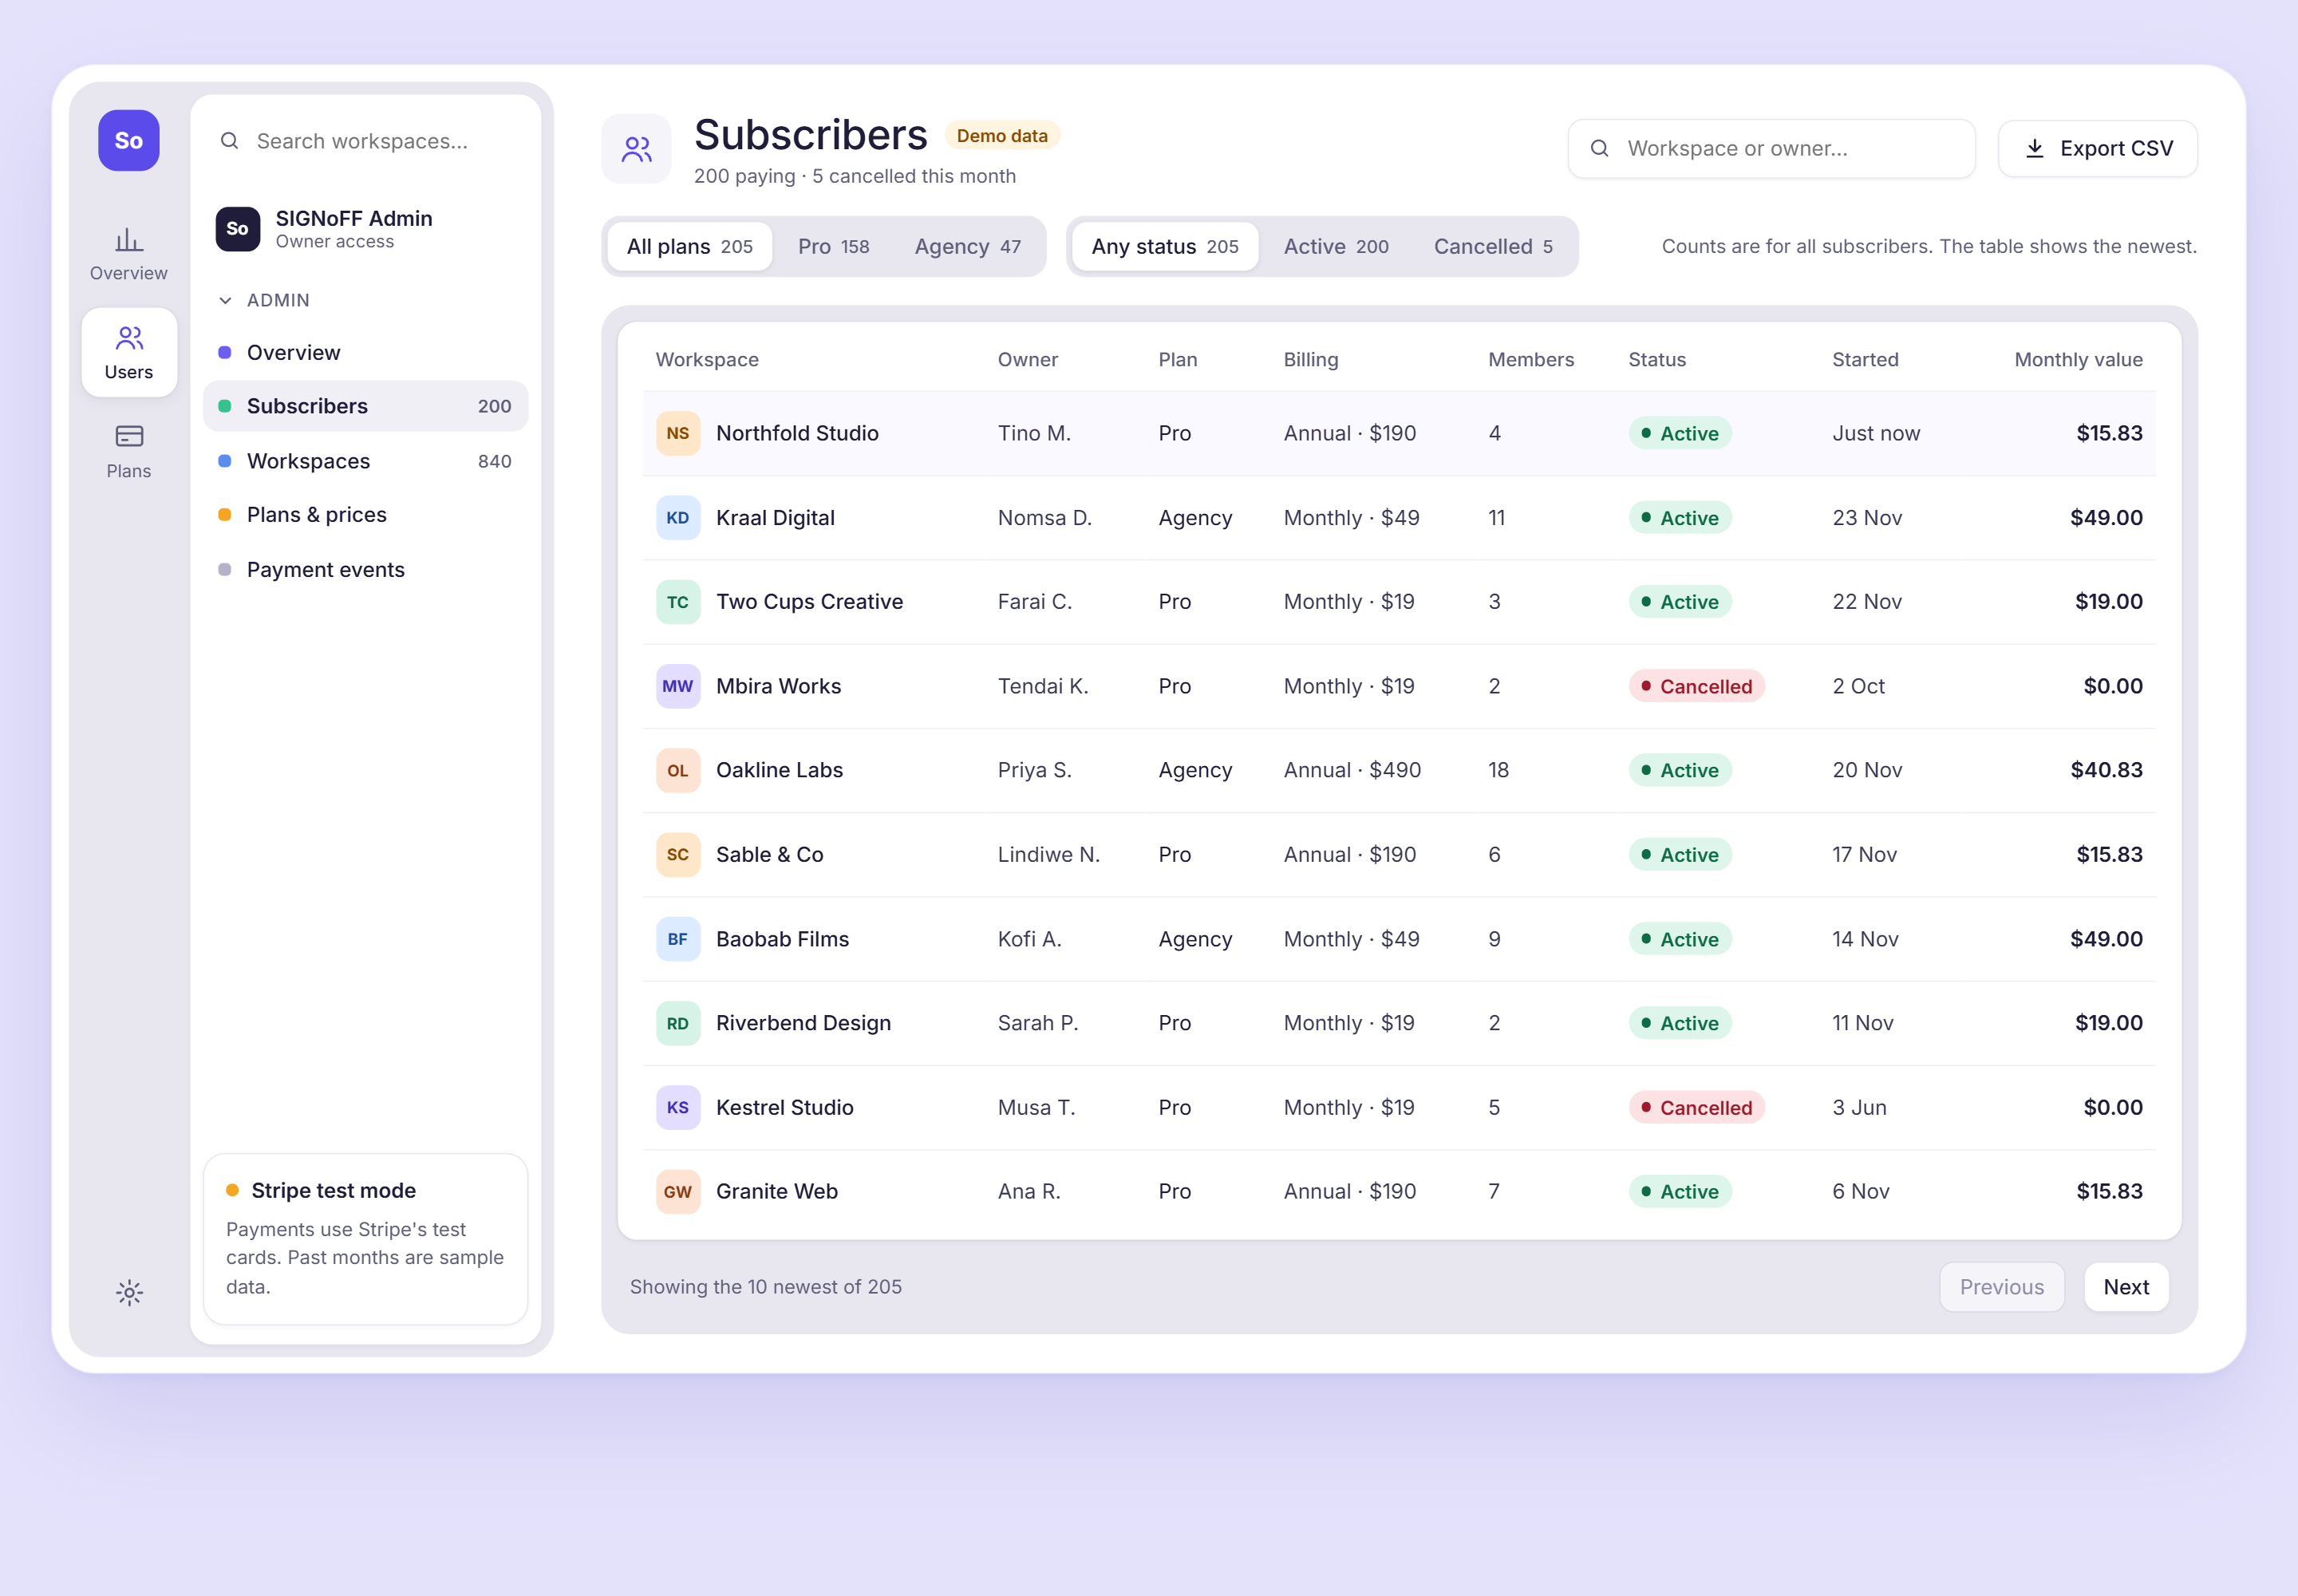 So
Overview
Users
Plans
Search workspaces...
So
SIGNoFF Admin
Owner access
ADMIN
Overview
Subscribers 200
Workspaces 840
Plans & prices
Payment events
Stripe test mode
Payments use Stripe's test
cards. Past months are sample
data.
Subscribers Demo data
200 paying · 5 cancelled this month
Workspace or owner...
Export CSV
All plans 205 Pro 158 Agency 47
Any status 205 Active 200 Cancelled 5
Counts are for all subscribers. The table shows the newest.
Workspace Owner Plan Billing Members Status Started Monthly value
NS Northfold Studio Tino M. Pro Annual · $190 4 Active Just now $15.83
KD Kraal Digital Nomsa D. Agency Monthly · $49 11 Active 23 Nov $49.00
TC Two Cups Creative Farai C. Pro Monthly · $19 3 Active 22 Nov $19.00
MW Mbira Works Tendai K. Pro Monthly · $19 2 Cancelled 2 Oct $0.00
OL Oakline Labs Priya S. Agency Annual · $490 18 Active 20 Nov $40.83
SC Sable & Co Lindiwe N. Pro Annual · $190 6 Active 17 Nov $15.83
BF Baobab Films Kofi A. Agency Monthly · $49 9 Active 14 Nov $49.00
RD Riverbend Design Sarah P. Pro Monthly · $19 2 Active 11 Nov $19.00
KS Kestrel Studio Musa T. Pro Monthly · $19 5 Cancelled 3 Jun $0.00
GW Granite Web Ana R. Pro Annual · $190 7 Active 6 Nov $15.83
Showing the 10 newest of 205
Previous Next